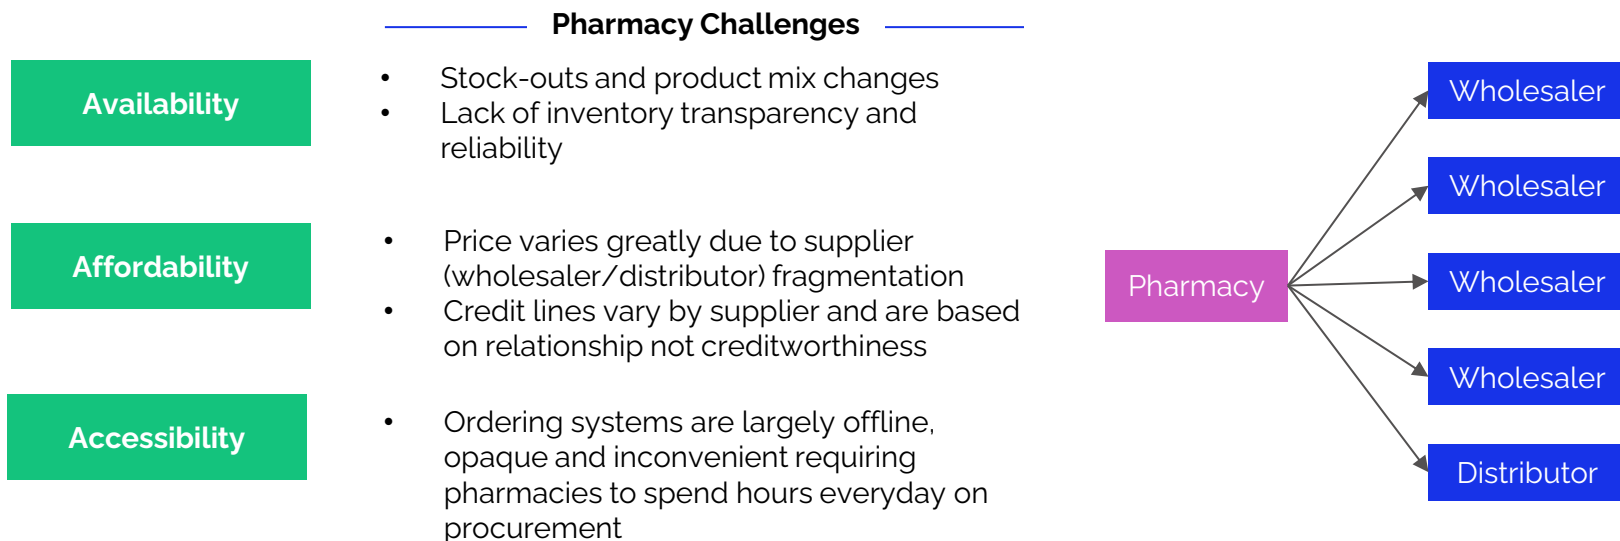 Pharmacy Challenges
Availability
• Stock-outs and product mix changes
• Lack of inventory transparency and
reliability
Affordability
• Price varies greatly due to supplier
(wholesaler/distributor) fragmentation
• Credit lines vary by supplier and are based
on relationship not creditworthiness
Accessibility
• Ordering systems are largely offline,
opaque and inconvenient requiring
pharmacies to spend hours everyday on
procurement
Pharmacy
Wholesaler
Wholesaler
Wholesaler
Wholesaler
Distributor